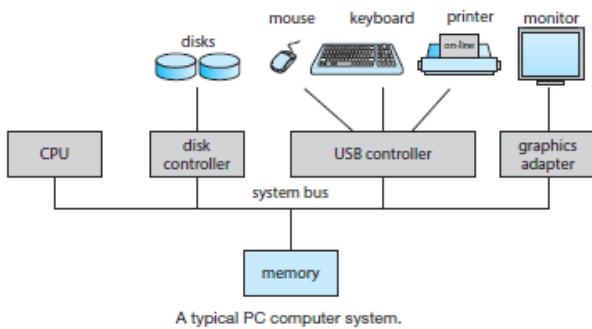 mouse keyboard printer monitor
disks
on-line
CPU
disk
controller
USB controller
graphics
adapter
system bus
memory
A typical PC computer system.